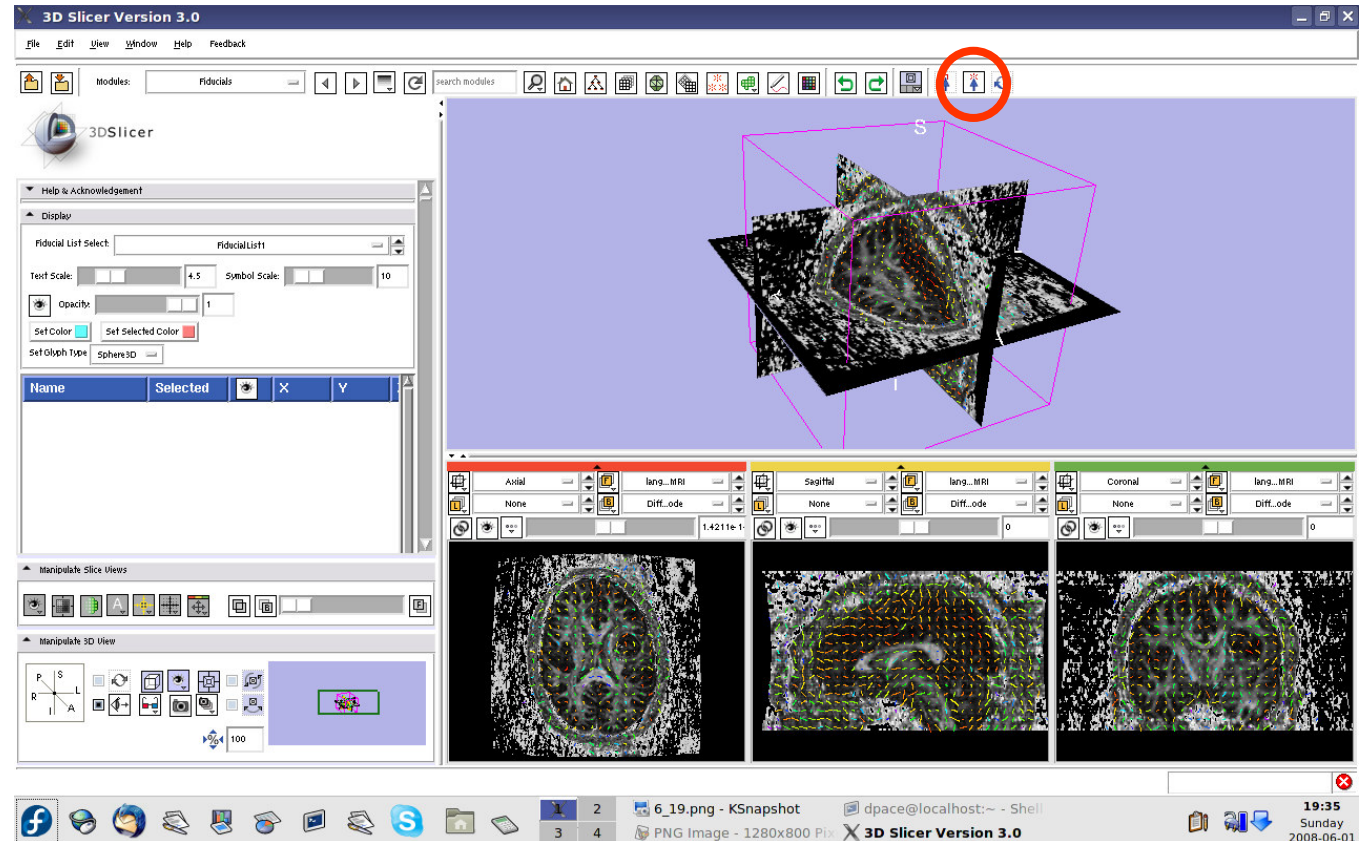 3D Slicer Version 3.0
File Edit View Window Help Feedback
Modules: Fiducials search modules
3DSlicer
Help & Acknowledgement
Display
Fiducial List Select: FiducialList1
Text Scale: 4.5 Symbol Scale: 10
Opacity: 1
Set Color Set Selected Color
Set Glyph Type Sphere3D
Name Selected X Y
Manipulate Slice Views
A B F
Manipulate 3D View
P S
R L
I A
% 100
S
A
I
Axial F lang...MRI
L None B Diff...ode
1.4211e-1
Sagittal F lang...MRI
L None B Diff...ode
0
Coronal F lang...MRI
L None B Diff...ode
0
1 2
3 4
6_19.png - KSnapshot
PNG Image - 1280x800 Pix
dpace@localhost:~ - Shell
3D Slicer Version 3.0
19:35
Sunday
2008-06-01